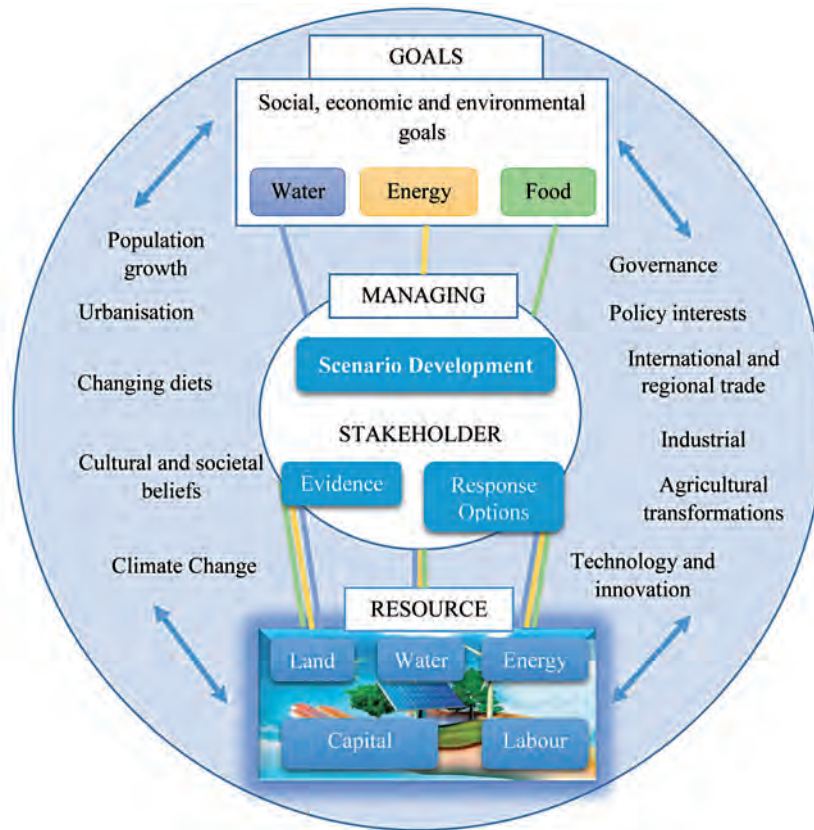 GOALS
Social, economic and environmental
goals
Water
Energy
Food
Population
growth
Urbanisation
Changing diets
Cultural and societal
beliefs
Climate Change
MANAGING
Scenario Development
STAKEHOLDER
Evidence
Response
Options
Governance
Policy interests
International and
regional trade
Industrial
Agricultural
transformations
Technology and
innovation
RESOURCE
Land
Water
Energy
Capital
Labour